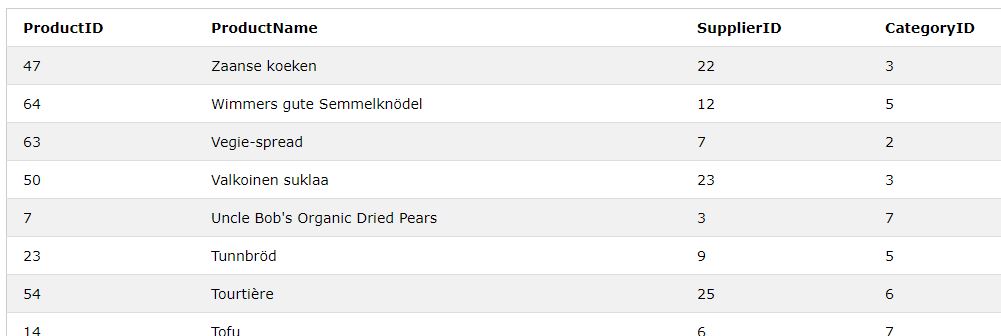 ProductID ProductName SupplierID CategoryID
47 Zaanse koeken 22 3
64 Wimmers gute Semmelknödel 12 5
63 Vegie-spread 7 2
50 Valkoinen suklaa 23 3
7 Uncle Bob's Organic Dried Pears 3 7
23 Tunnbröd 9 5
54 Tourtière 25 6
14 Tofu 6 7